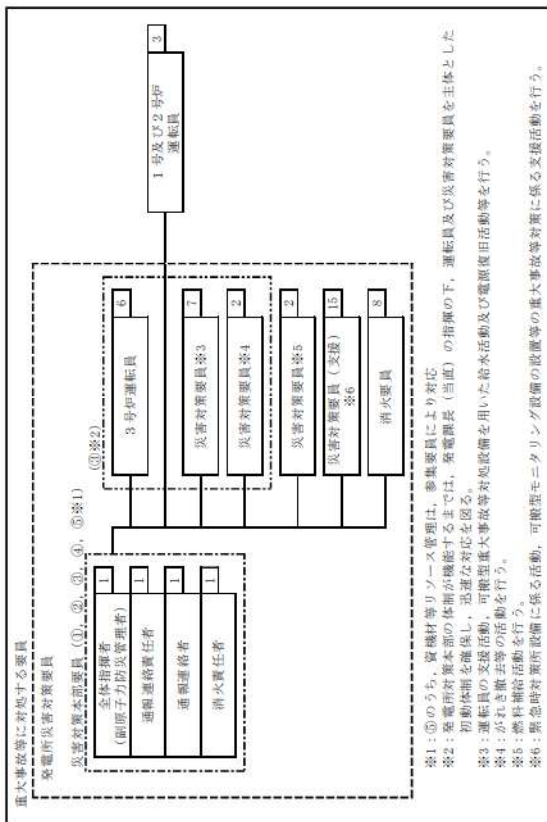 重大事故等に対処する要員
発電所災害対策要員
災害対策本部要員(①, ②, ③, ④, ⑤※1)
全体指揮者
(副原子力防災管理者)
1
通報連絡責任者
1
通報連絡者
1
消火責任者
1
(③※2)
3号炉運転員
6
災害対策要員※3
7
災害対策要員※4
2
災害対策要員※5
2
災害対策要員(支援)
※6
15
消火要員
8
1号及び2号炉
運転員
3
※1:⑤のうち,資機材等リソース管理は,参集要員により対応
※2:発電所対策本部の体制が機能するまでは,発電課長(当直)の指揮の下,運転員及び災害対策要員を主体とした
初動体制を確保し,迅速な対応を図る。
※3:運転員の支援活動,可搬型重大事故等対処設備を用いた給水活動及び電源復旧活動等を行う。
※4:がれき撤去等の活動を行う。
※5:燃料補給活動を行う。
※6:緊急時対策所設備に係る活動,可搬型モニタリング設備の設置等の重大事故等対策に係る支援活動を行う。